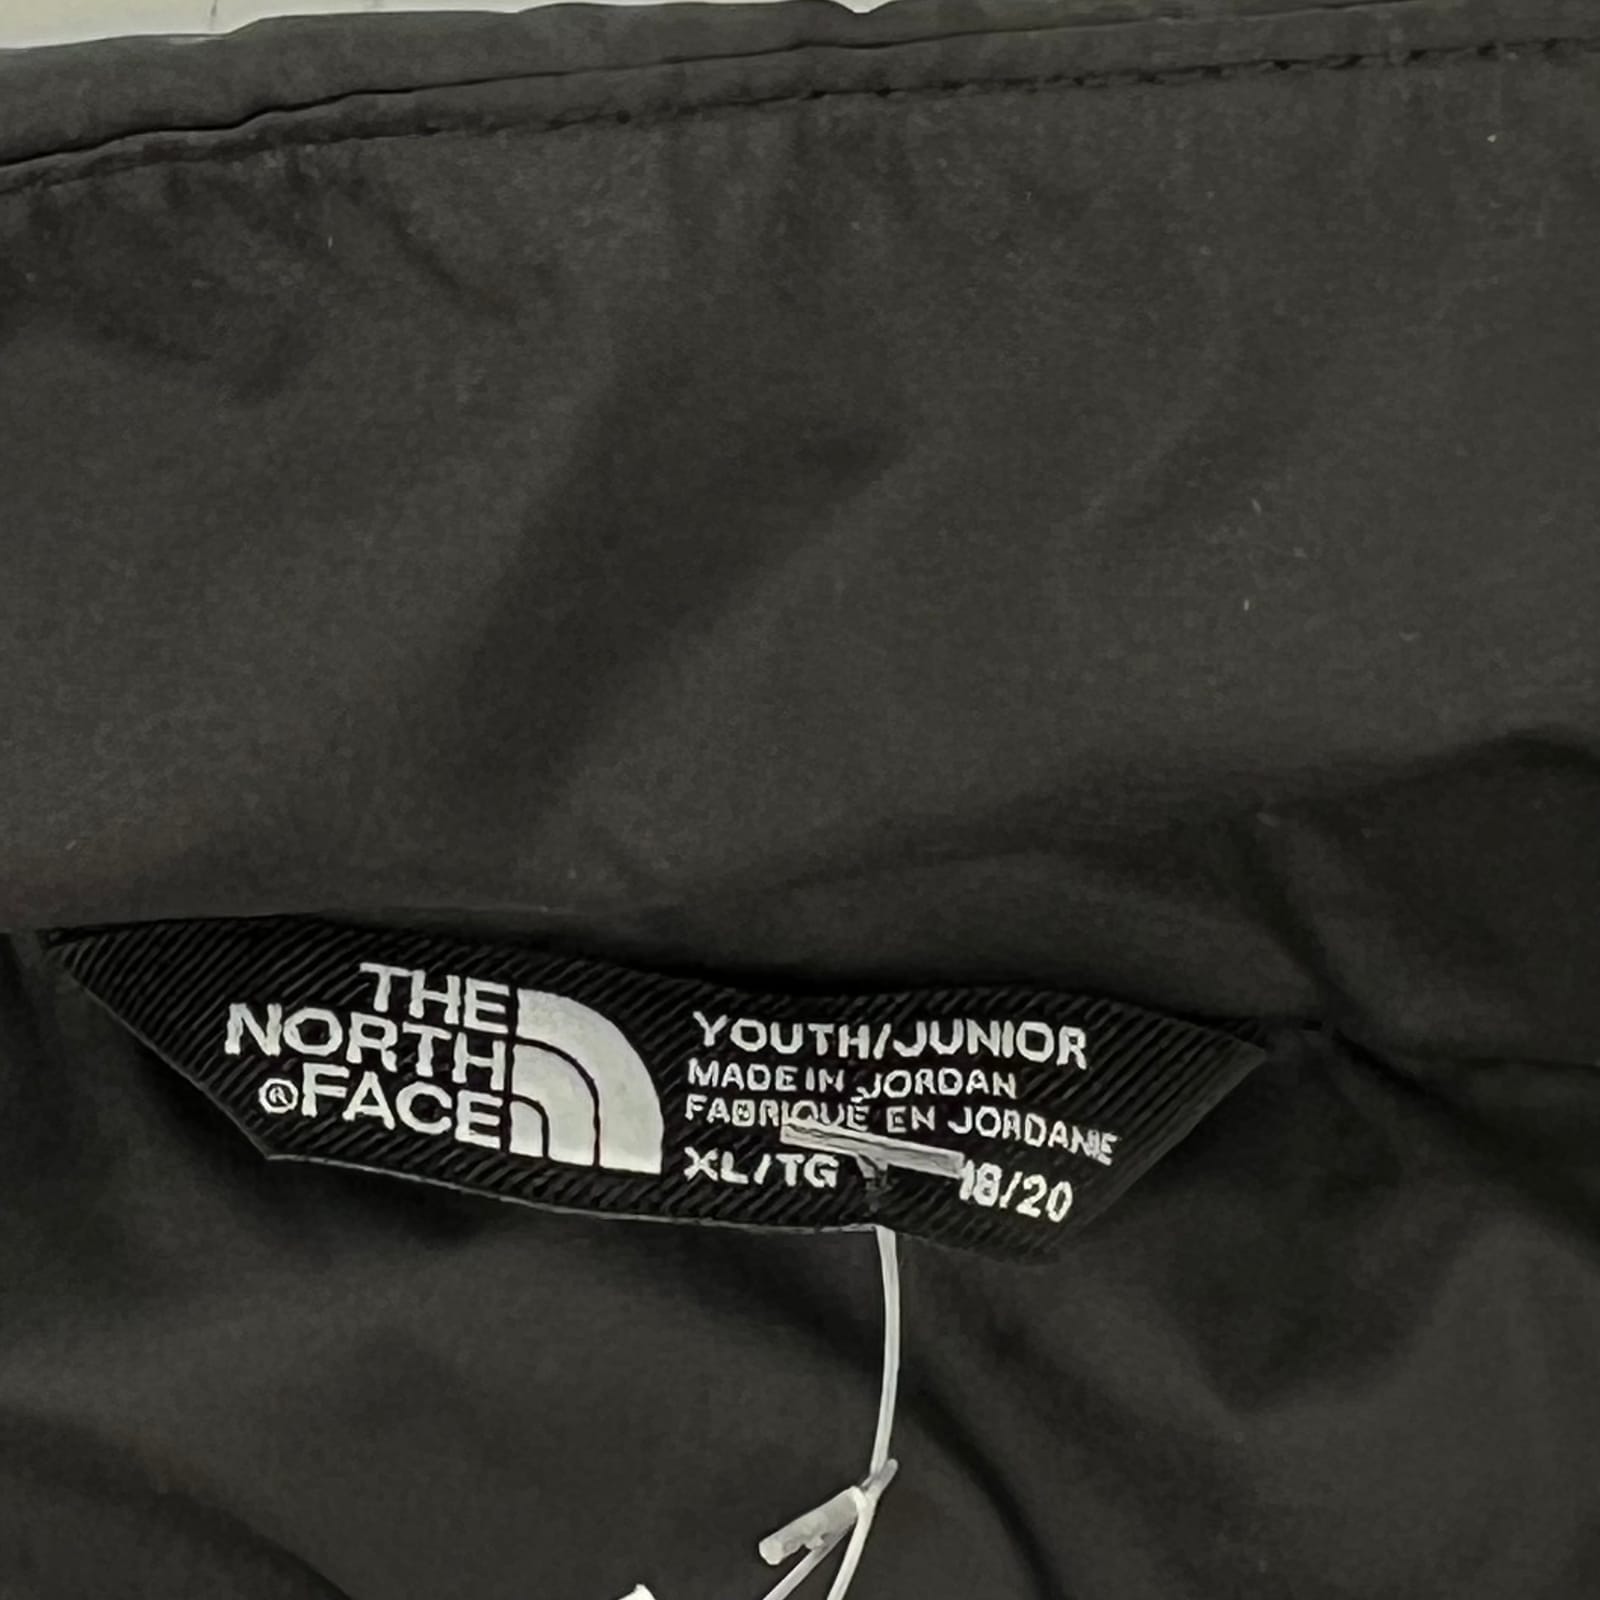 THE
NORTH
®FACE
YOUTH/JUNIOR
MADE IN JORDAN
FABRIQUÉ EN JORDANIE
XL/TG 18/20